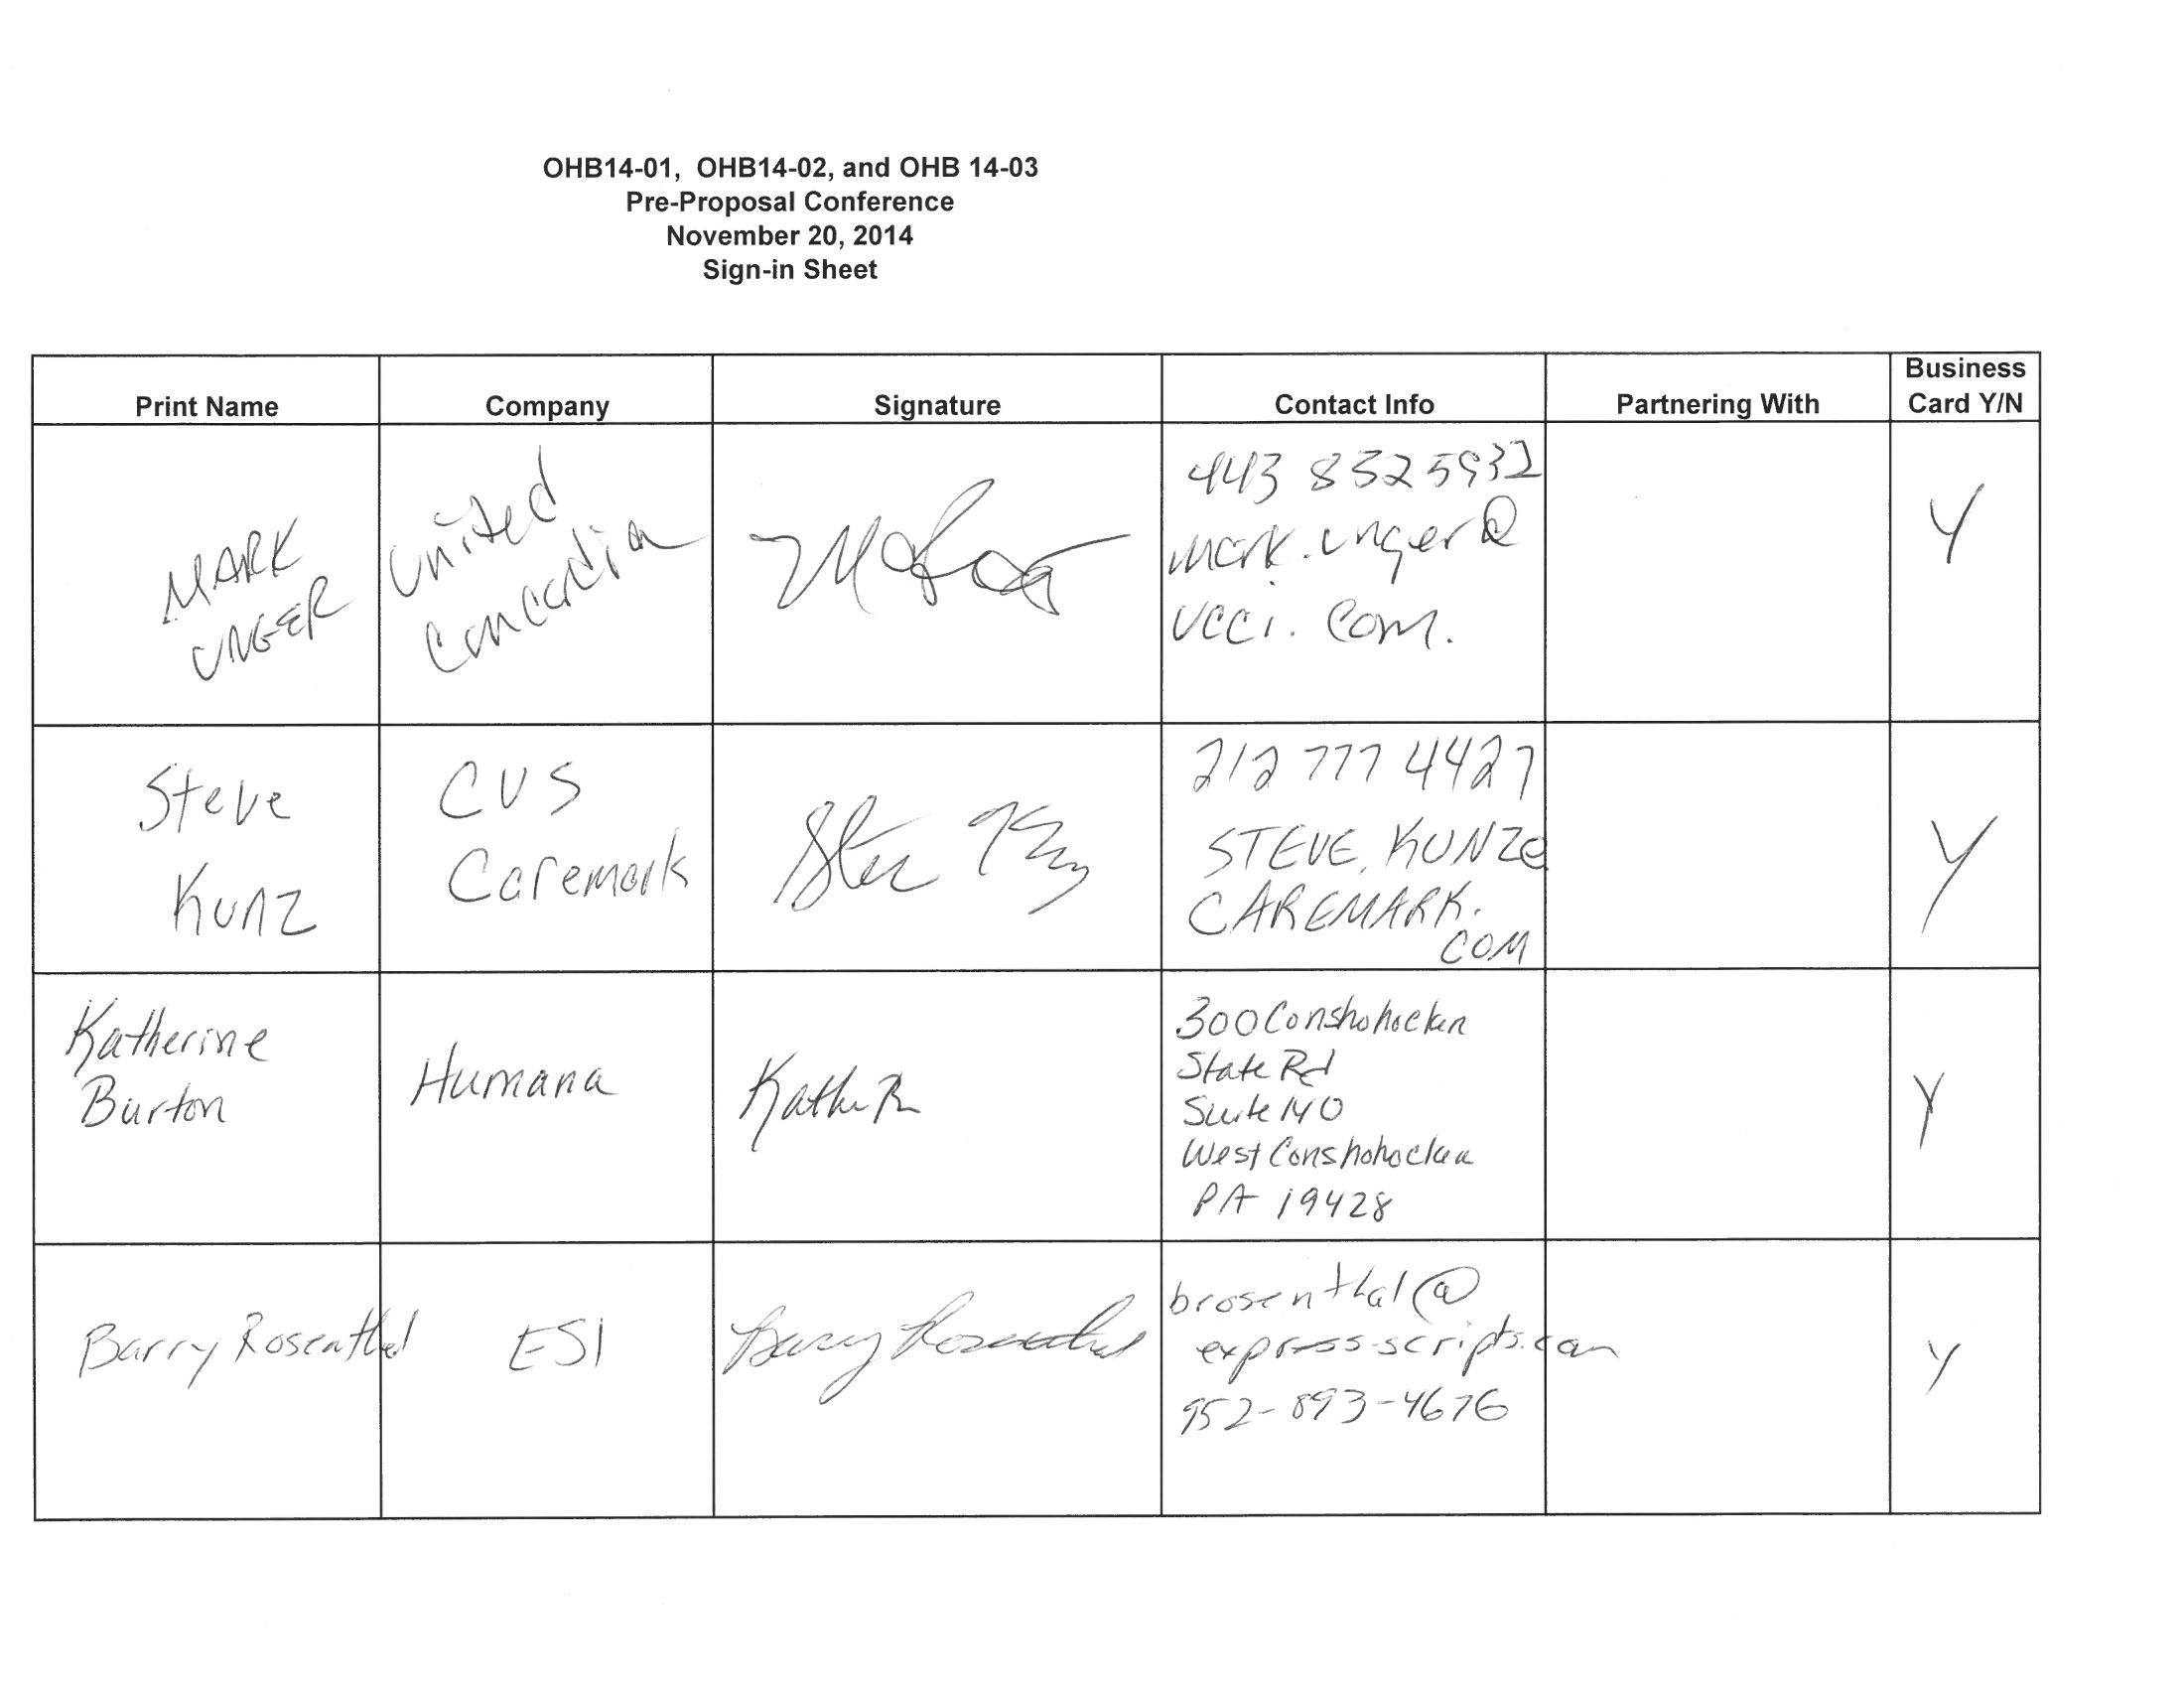 OHB14-01, OHB14-02, and OHB 14-03
Pre-Proposal Conference
November 20, 2014
Sign-in Sheet
Print Name
Company
Signature
Contact Info
Partnering With
Business
Card Y/N
MARK
UNGER
United
Concordia
443 832 5932
mark.unger@
ucci.com.
Y
Steve
Kunz
CVS
Caremark
Steve Kunz
212 777 4427
STEVE.KUNZ@
CAREMARK.
COM
Y
Katherine
Burton
Humana
300 Conshohocken
State Rd
Suite 140
West Conshohocken
PA 19428
Y
Barry Rosenthal
ESI
Barry Rosenthal
brosenthal@
express-scripts.com
952-893-4676
Y